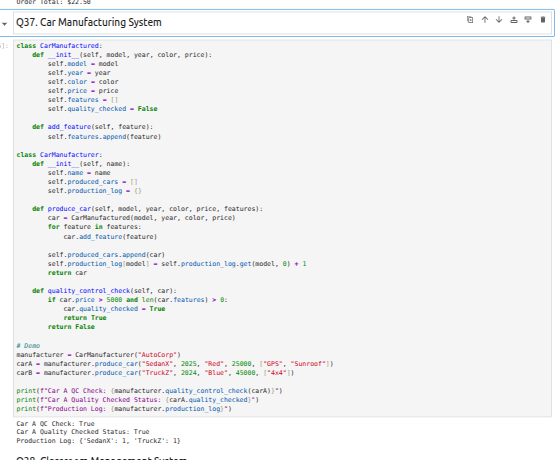 Order Total: $22.50
Q37. Car Manufacturing System
class CarManufactured:
    def __init__(self, model, year, color, price):
        self.model = model
        self.year = year
        self.color = color
        self.price = price
        self.features = []
        self.quality_checked = False

    def add_feature(self, feature):
        self.features.append(feature)

class CarManufacturer:
    def __init__(self, name):
        self.name = name
        self.produced_cars = []
        self.production_log = {}

    def produce_car(self, model, year, color, price, features):
        car = CarManufactured(model, year, color, price)
        for feature in features:
            car.add_feature(feature)

        self.produced_cars.append(car)
        self.production_log[model] = self.production_log.get(model, 0) + 1
        return car

    def quality_control_check(self, car):
        if car.price > 5000 and len(car.features) > 0:
            car.quality_checked = True
            return True
        return False

# Demo
manufacturer = CarManufacturer("AutoCorp")
carA = manufacturer.produce_car("SedanX", 2025, "Red", 25000, ["GPS", "Sunroof"])
carB = manufacturer.produce_car("TruckZ", 2024, "Blue", 45000, ["4x4"])

print(f"Car A QC Check: {manufacturer.quality_control_check(carA)}")
print(f"Car A Quality Checked Status: {carA.quality_checked}")
print(f"Production Log: {manufacturer.production_log}")
Car A QC Check: True
Car A Quality Checked Status: True
Production Log: {'SedanX': 1, 'TruckZ': 1}
Q38. Classroom Management System